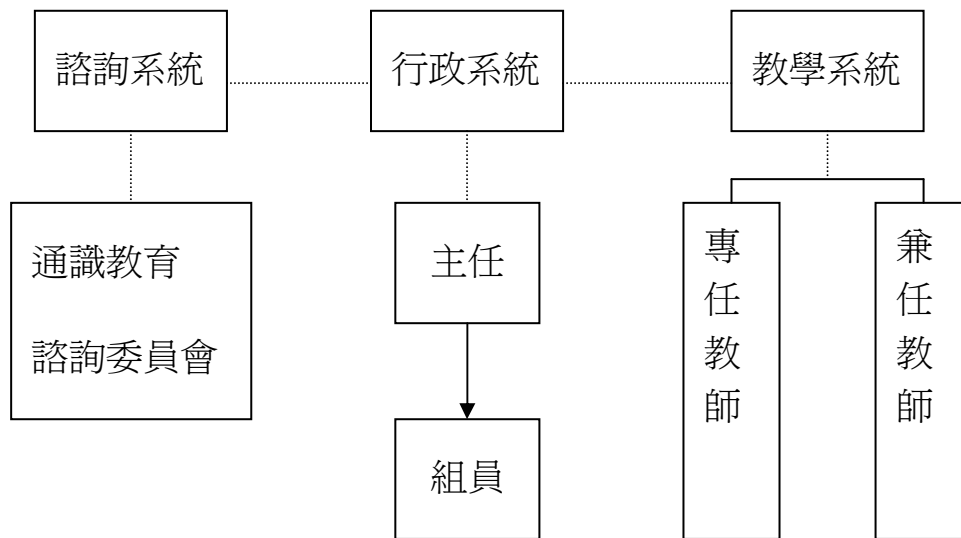 諮詢系統
行政系統
教學系統
通識教育
諮詢委員會
主任
組員
專任教師
兼任教師